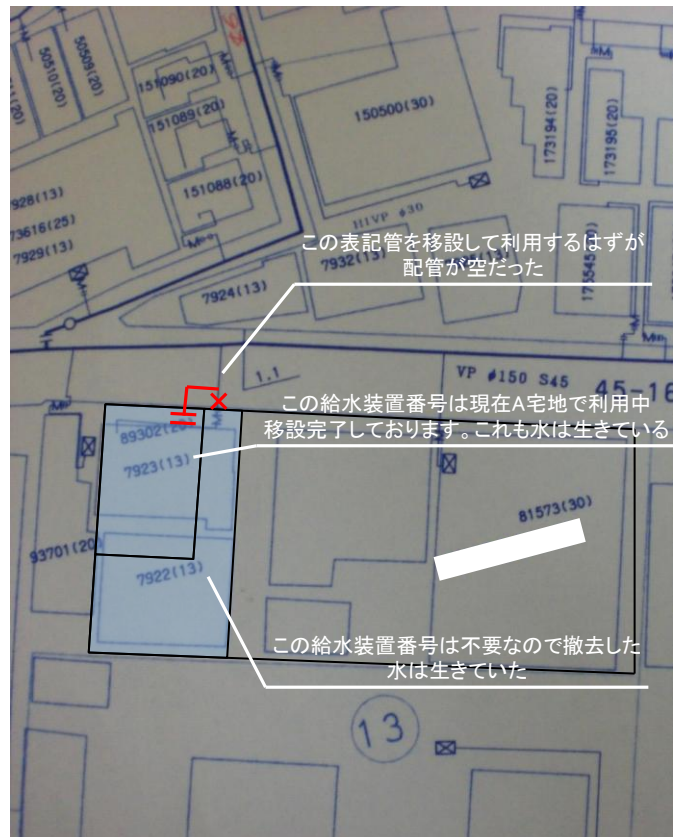 50509(20)
50510(20)
151090(20)
151089(20)
151088(20)
150500(30)
173194(20)
173195(20)
7929(13)
HIVP φ30
この表記管を移設して利用するはずが
配管が空だった
7932(13)
7924(13)
1.1
VP φ150 S45
45-16
この給水装置番号は現在A宅地で利用中
移設完了しております。これも水は生きている
7923(13)
81573(30)
93701(20)
7922(13)
この給水装置番号は不要なので撤去した
水は生きていた
13